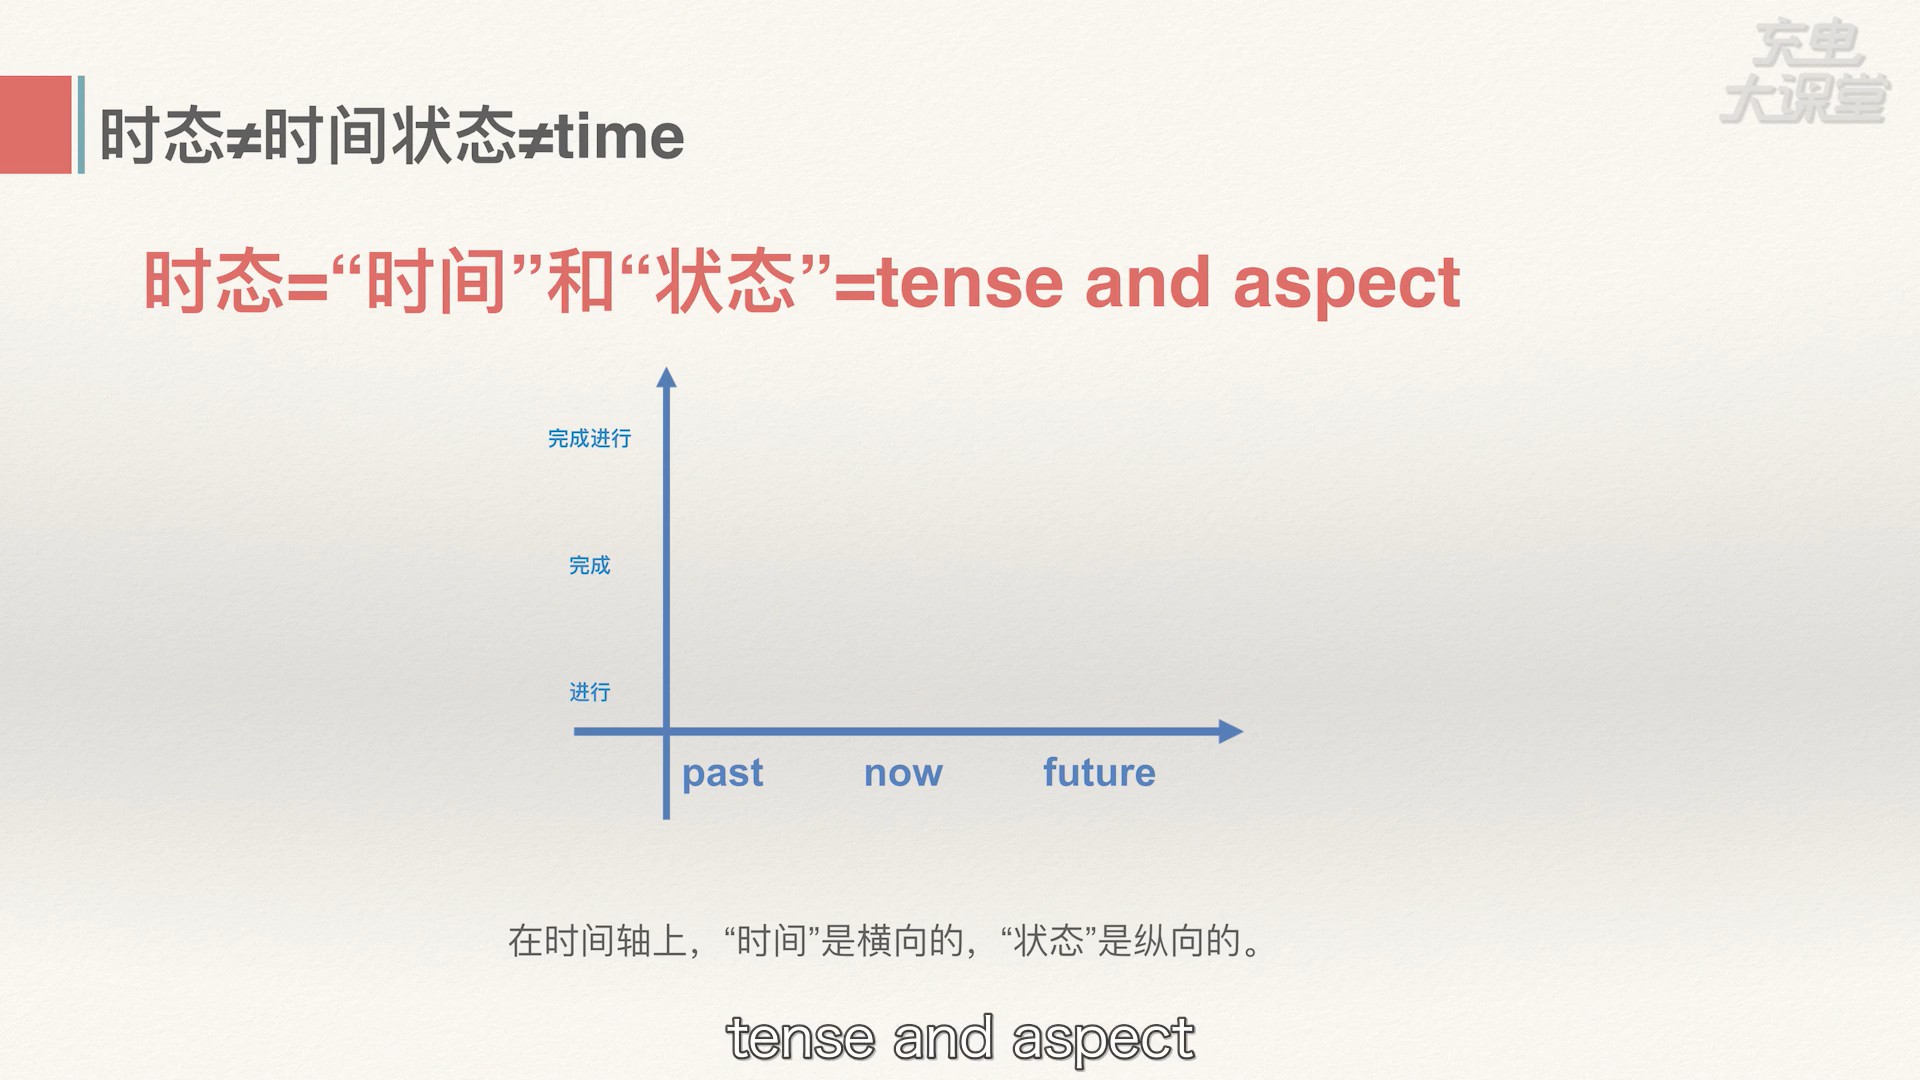 充电
大课堂
时态≠时间状态≠time
时态=“时间”和“状态”=tense and aspect
完成进行
完成
进行
past now future
在时间轴上，“时间”是横向的，“状态”是纵向的。
tense and aspect